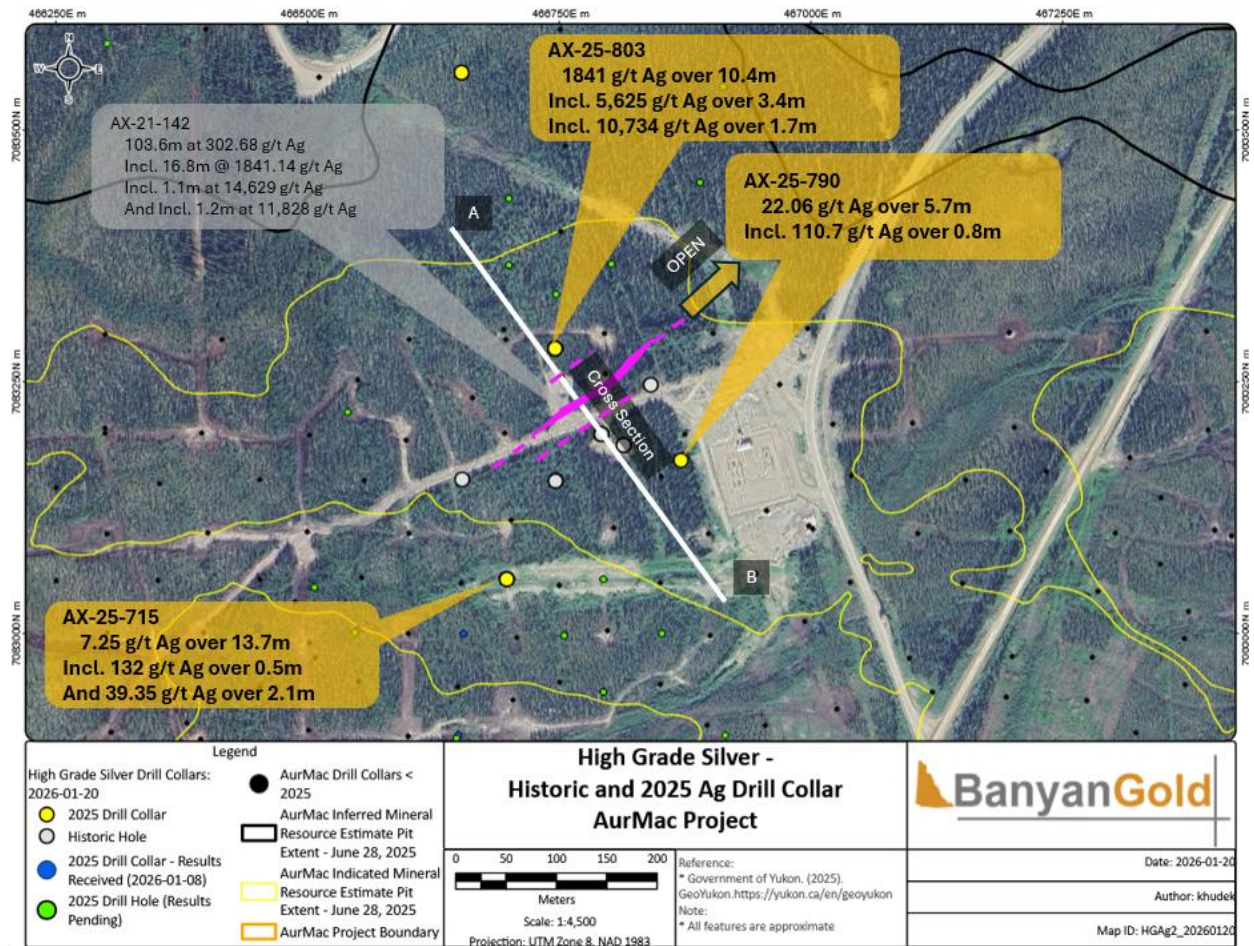 466250E m
466500E m
466750E m
467000E m
467250E m
7083500N m
7083250N m
7083000N m
7083500N m
7083250N m
7083000N m
N
W
E
S
AX-25-803
1841 g/t Ag over 10.4m
Incl. 5,625 g/t Ag over 3.4m
Incl. 10,734 g/t Ag over 1.7m
AX-21-142
103.6m at 302.68 g/t Ag
Incl. 16.8m @ 1841.14 g/t Ag
Incl. 1.1m at 14,629 g/t Ag
And Incl. 1.2m at 11,828 g/t Ag
AX-25-790
22.06 g/t Ag over 5.7m
Incl. 110.7 g/t Ag over 0.8m
A
OPEN
Cross Section
B
AX-25-715
7.25 g/t Ag over 13.7m
Incl. 132 g/t Ag over 0.5m
And 39.35 g/t Ag over 2.1m
Legend
High Grade Silver Drill Collars:
2026-01-20
2025 Drill Collar
Historic Hole
2025 Drill Collar - Results
Received (2026-01-08)
2025 Drill Hole (Results
Pending)
AurMac Drill Collars <
2025
AurMac Inferred Mineral
Resource Estimate Pit
Extent - June 28, 2025
AurMac Indicated Mineral
Resource Estimate Pit
Extent - June 28, 2025
AurMac Project Boundary
High Grade Silver -
Historic and 2025 Ag Drill Collar
AurMac Project
0 50 100 150 200
Meters
Scale: 1:4,500
Projection: UTM Zone 8, NAD 1983
Reference:
* Government of Yukon. (2025).
GeoYukon.https://yukon.ca/en/geoyukon
Note:
* All features are approximate
BanyanGold
Date: 2026-01-20
Author: khudek
Map ID: HGAg2_20260120